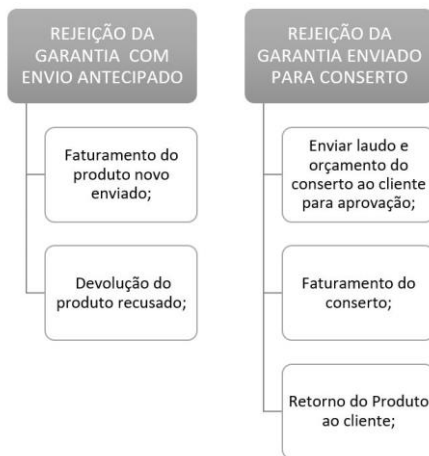 REJEIÇÃO DA
GARANTIA COM
ENVIO ANTECIPADO
Faturamento do
produto novo
enviado;
Devolução do
produto recusado;
REJEIÇÃO DA
GARANTIA ENVIADO
PARA CONSERTO
Enviar laudo e
orçamento do
conserto ao cliente
para aprovação;
Faturamento do
conserto;
Retorno do Produto
ao cliente;